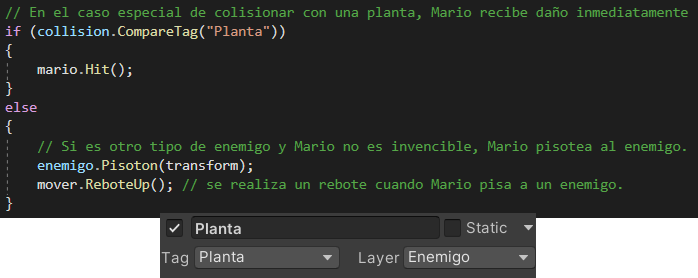 // En el caso especial de colisionar con una planta, Mario recibe daño inmediatamente
if (collision.CompareTag("Planta"))
{
mario.Hit();
}
else
{
// Si es otro tipo de enemigo y Mario no es invencible, Mario pisotea al enemigo.
enemigo.Pisoton(transform);
mover.ReboteUp(); // se realiza un rebote cuando Mario pisa a un enemigo.
}
Planta Static
Tag Planta Layer Enemigo